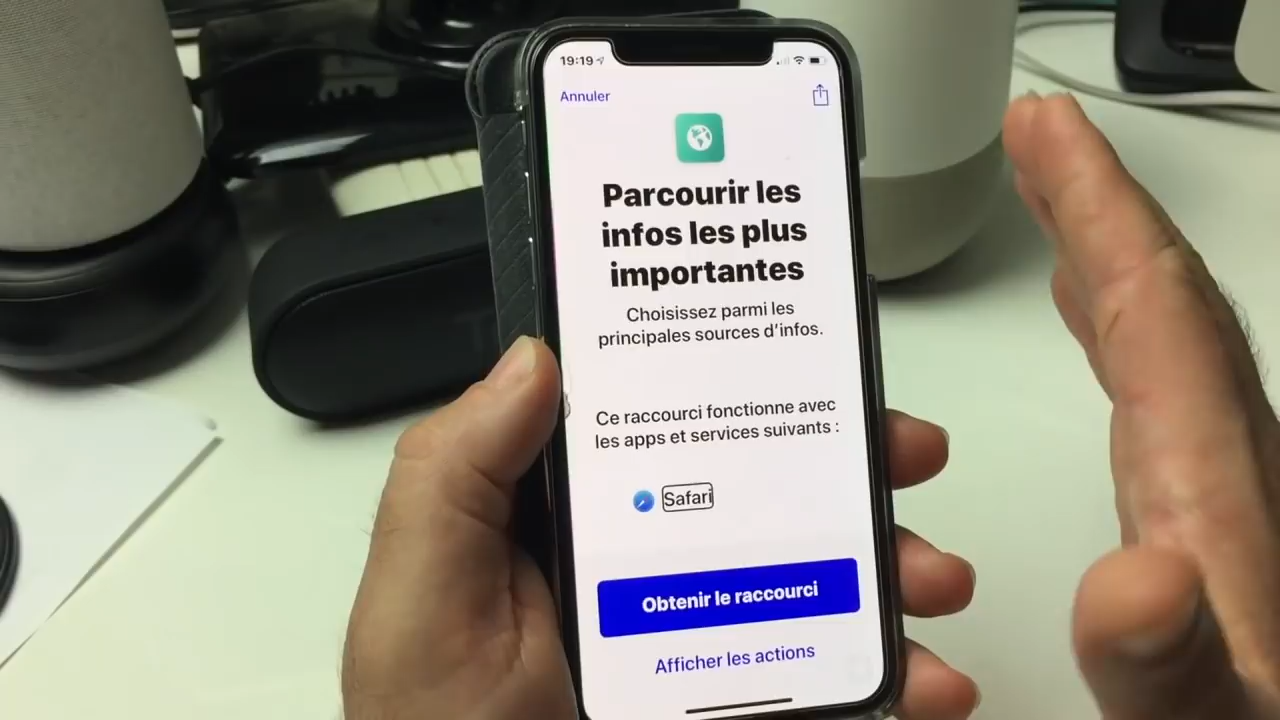 19:19
Annuler
Parcourir les
infos les plus
importantes
Choisissez parmi les
principales sources d’infos.
Ce raccourci fonctionne avec
les apps et services suivants :
Safari
Obtenir le raccourci
Afficher les actions